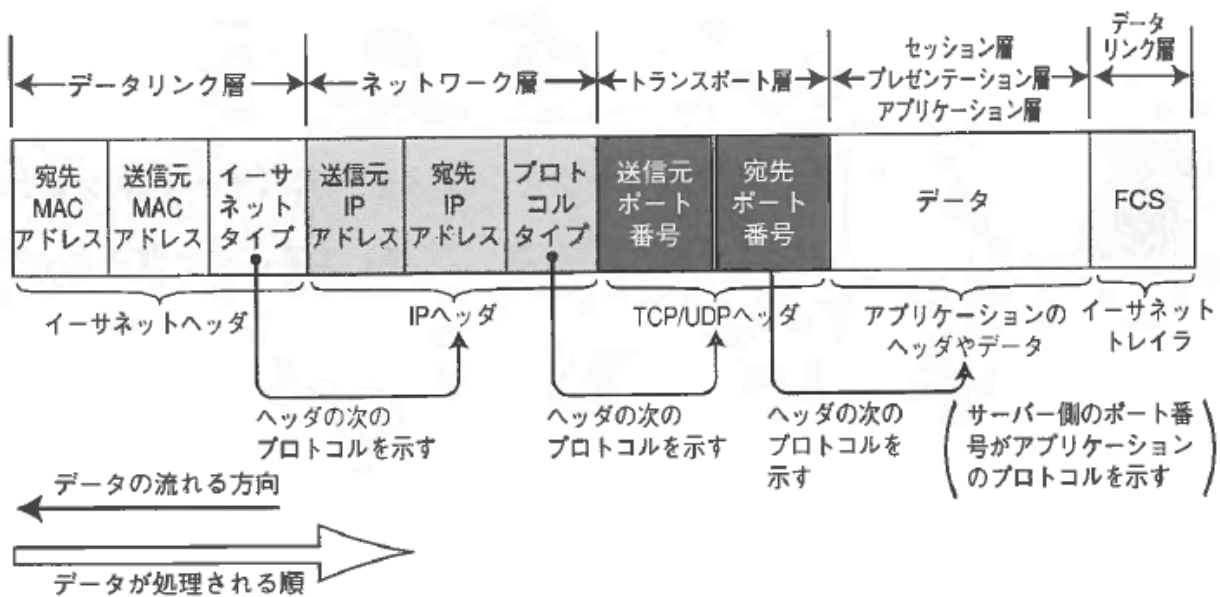 データ
リンク層
セッション層
プレゼンテーション層
アプリケーション層
データリンク層
ネットワーク層
トランスポート層
宛先
MAC
アドレス
送信元
MAC
アドレス
イーサ
ネット
タイプ
送信元
IP
アドレス
宛先
IP
アドレス
プロト
コル
タイプ
送信元
ポート
番号
宛先
ポート
番号
データ
FCS
イーサネットヘッダ
IPヘッダ
TCP/UDPヘッダ
アプリケーションの
ヘッダやデータ
イーサネット
トレイラ
ヘッダの次の
プロトコルを示す
ヘッダの次の
プロトコルを示す
ヘッダの次の
プロトコルを
示す
サーバー側のポート番
号がアプリケーション
のプロトコルを示す
データの流れる方向
データが処理される順